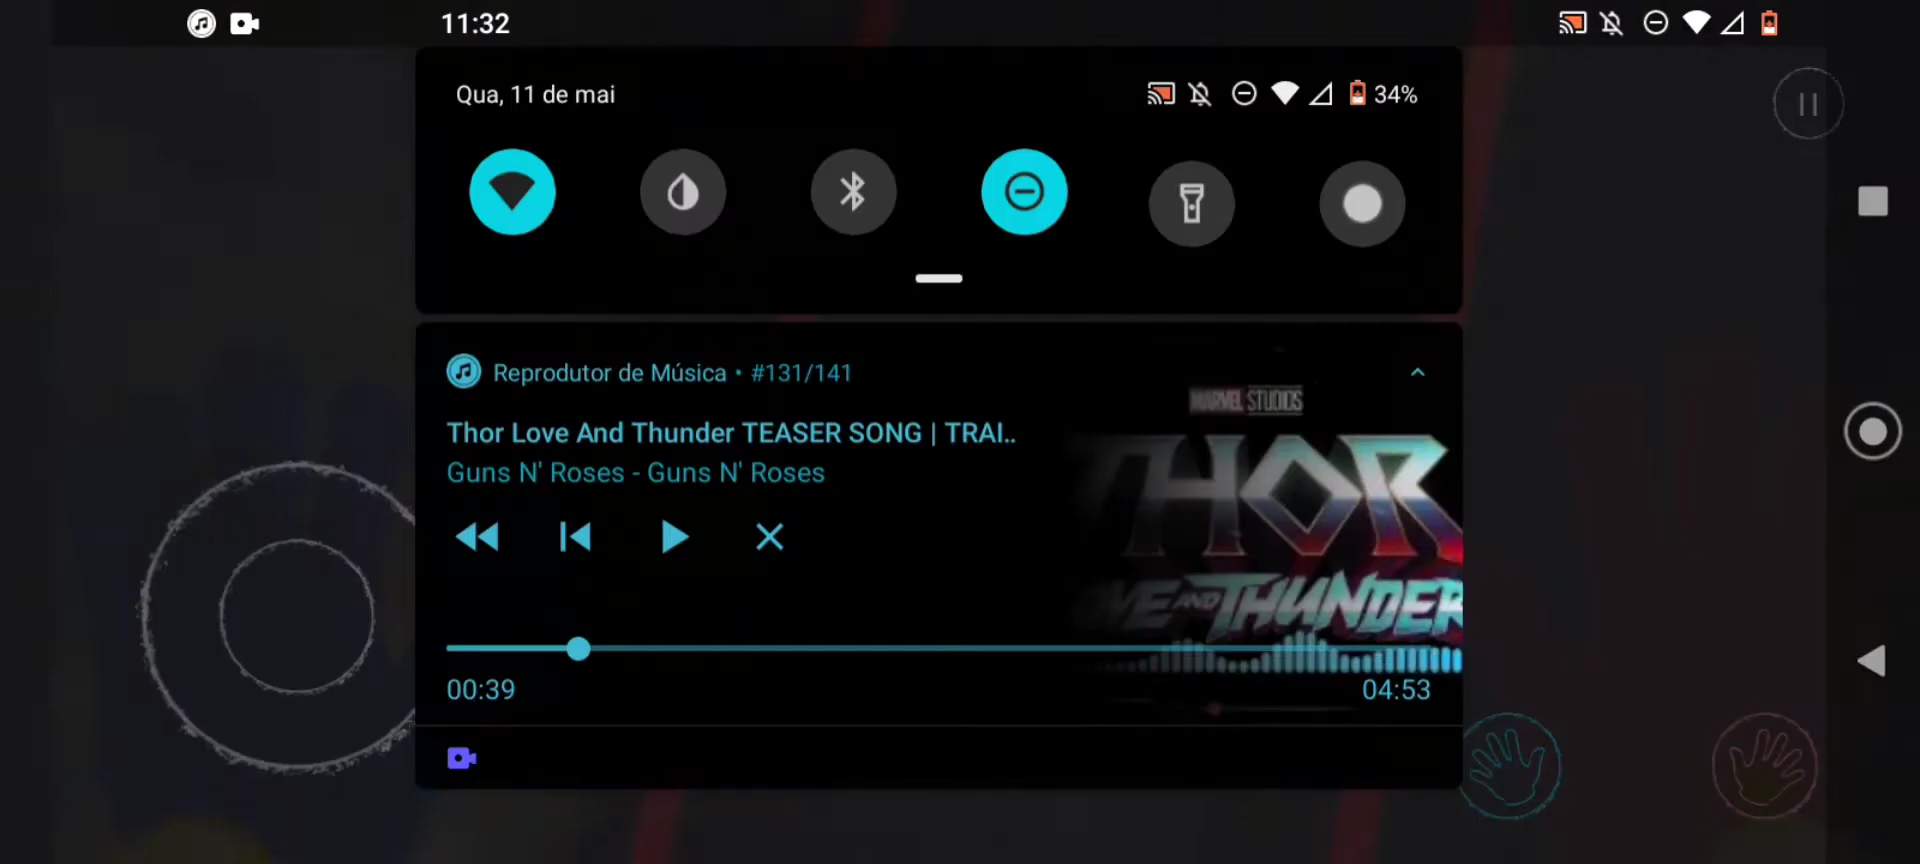 11:32
Qua, 11 de mai
34%
Reprodutor de Música • #131/141
Thor Love And Thunder TEASER SONG | TRAI..
Guns N' Roses - Guns N' Roses
MARVEL STUDIOS
THOR
LOVE AND THUNDER
00:39
04:53